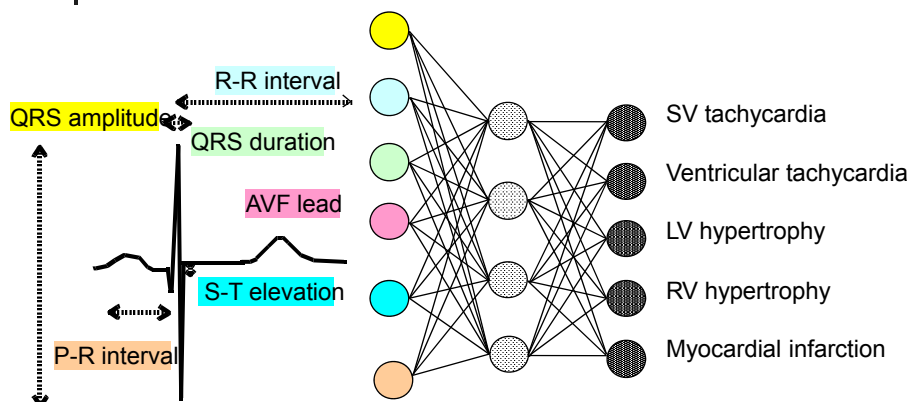 R-R interval
QRS amplitude
QRS duration
AVF lead
S-T elevation
P-R interval
SV tachycardia
Ventricular tachycardia
LV hypertrophy
RV hypertrophy
Myocardial infarction